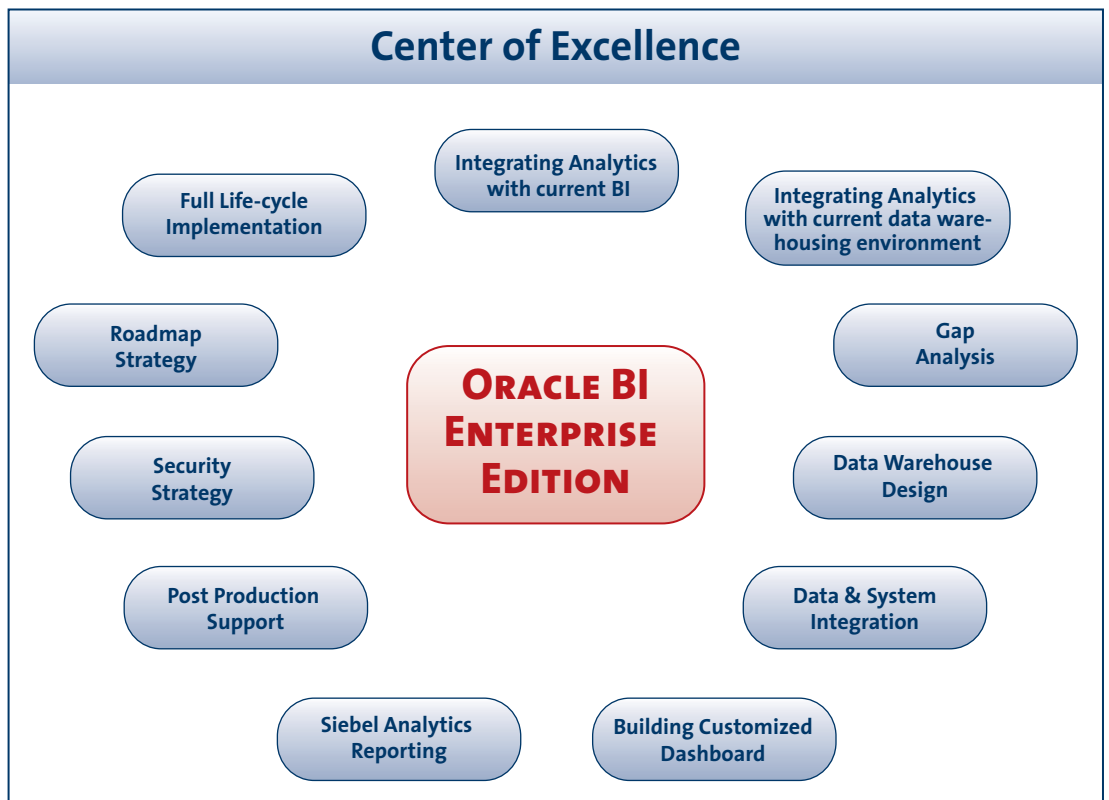 Center of Excellence
Integrating Analytics
with current BI
Full Life-cycle
Implementation
Integrating Analytics
with current data ware-
housing environment
Roadmap
Strategy
Gap
Analysis
ORACLE BI
ENTERPRISE
EDITION
Security
Strategy
Data Warehouse
Design
Post Production
Support
Data & System
Integration
Siebel Analytics
Reporting
Building Customized
Dashboard